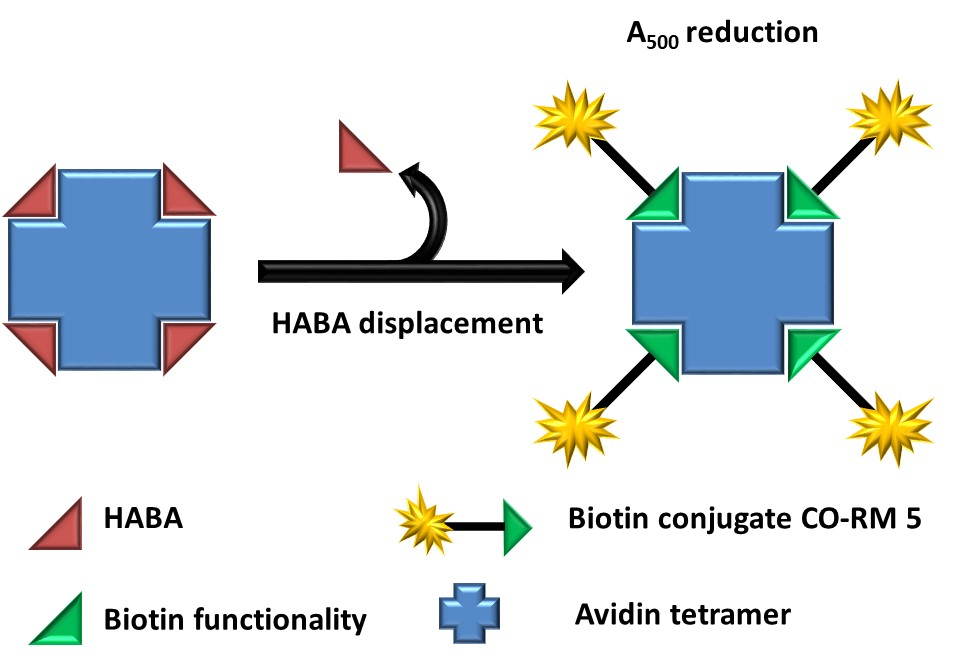 A₅₀₀ reduction
HABA displacement
HABA
Biotin conjugate CO-RM 5
Biotin functionality
Avidin tetramer